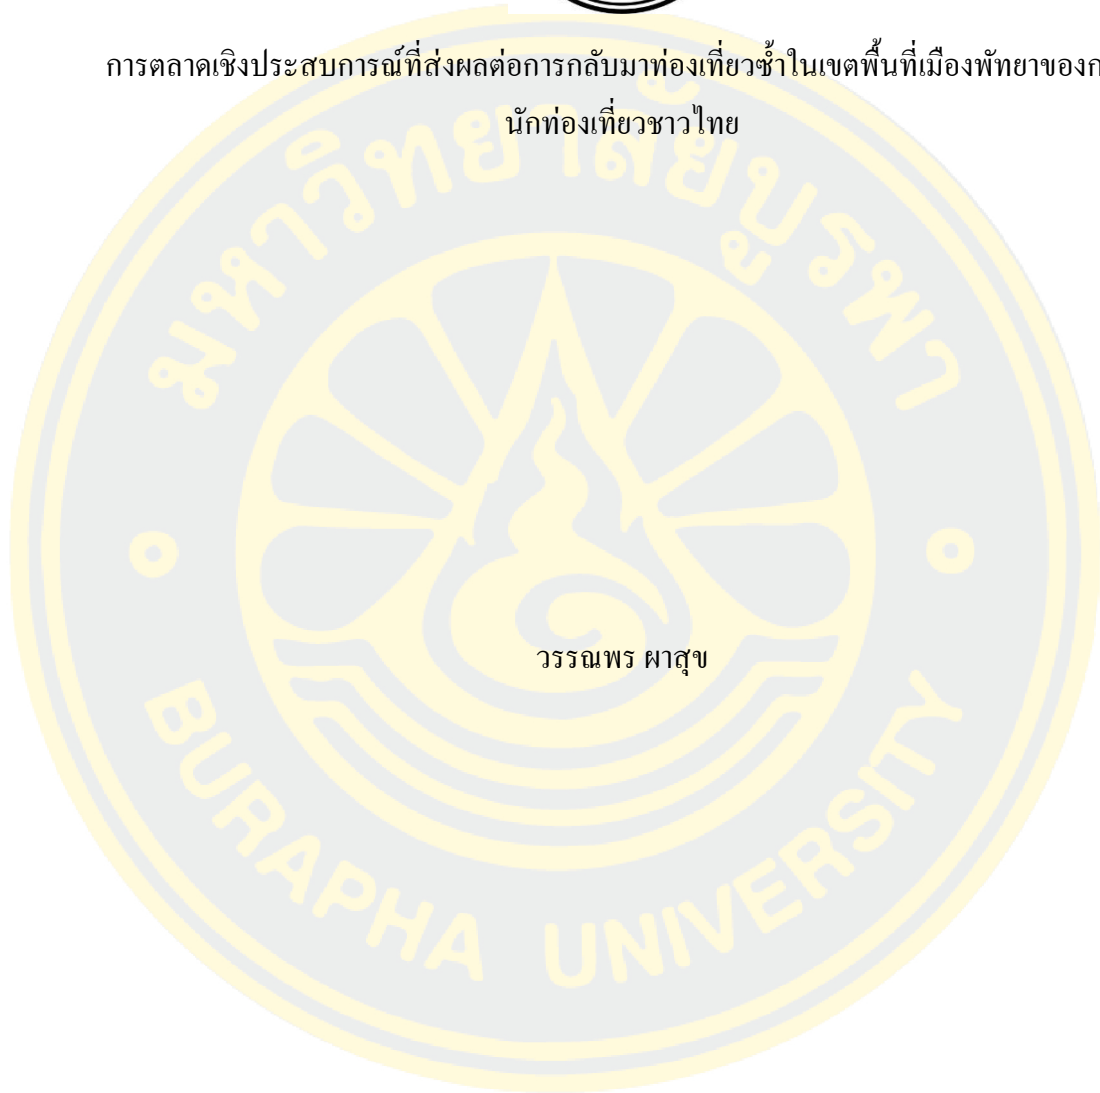 การตลาดเชิงประสบการณ์ที่ส่งผลต่อการกลับมาท่องเที่ยวซ้ำในเขตพื้นที่เมืองพัทยาของก
นักท่องเที่ยวชาวไทย
มหาวิทยาลัยบูรพา
วรรณพร ผาสุข
BURAPHA UNIVERSITY